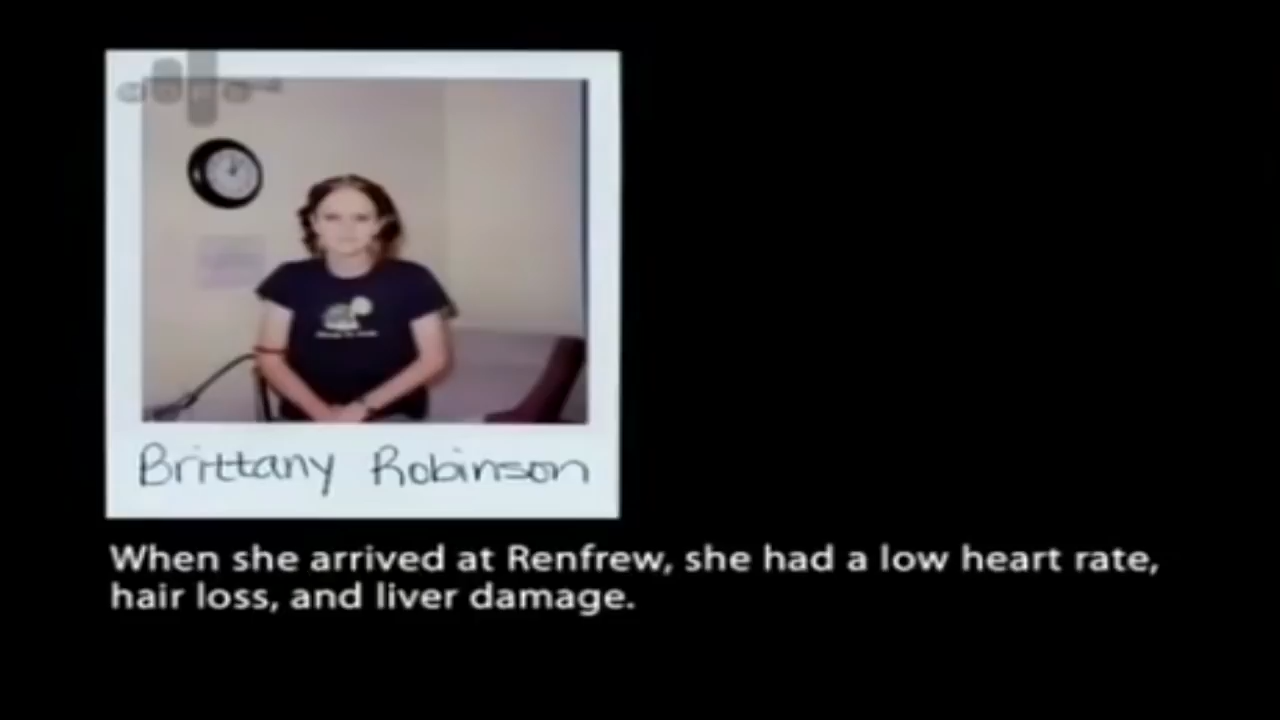 Brittany Robinson
When she arrived at Renfrew, she had a low heart rate,
hair loss, and liver damage.